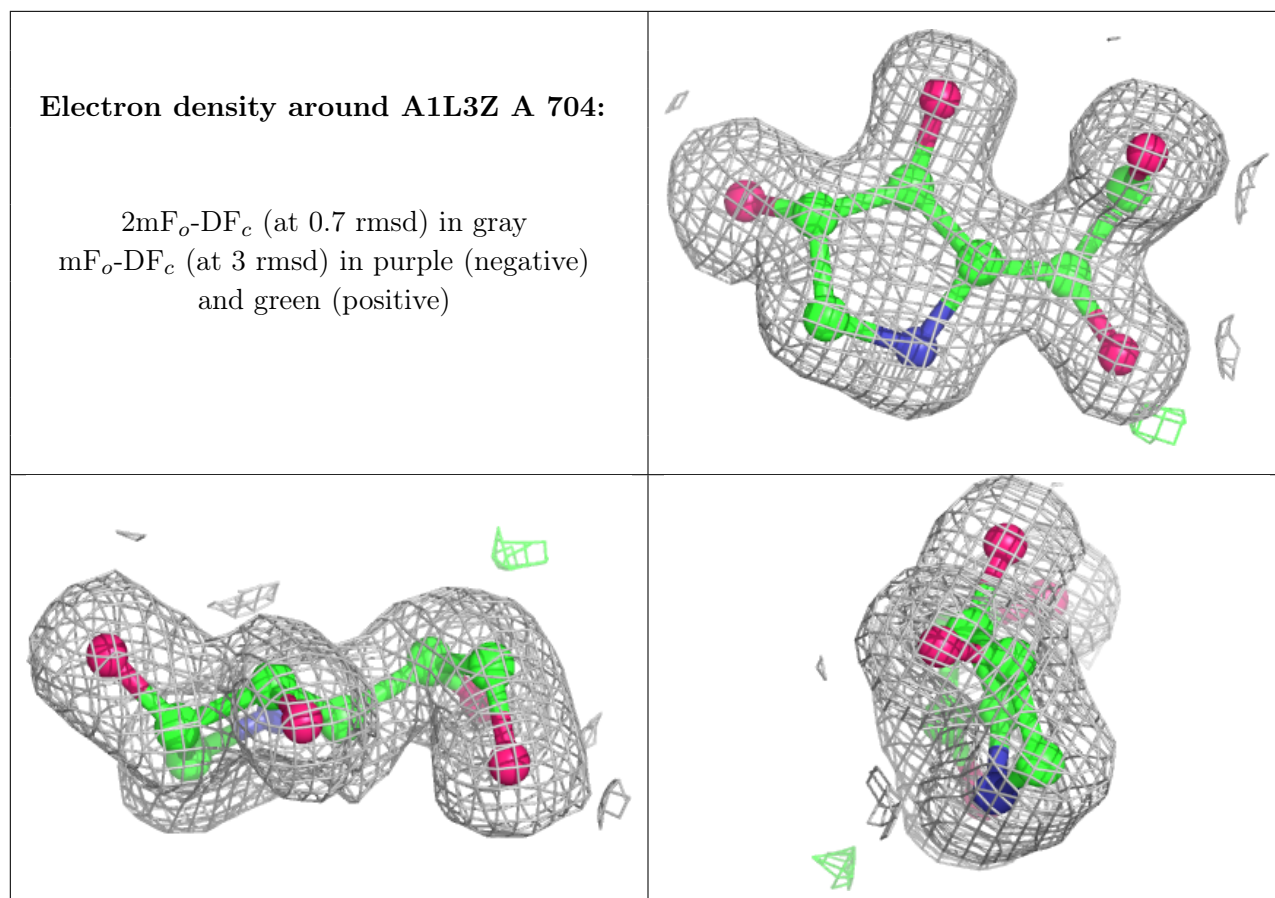 Electron density around A1L3Z A 704:
2mFo-DFc (at 0.7 rmsd) in gray
mFo-DFc (at 3 rmsd) in purple (negative)
and green (positive)